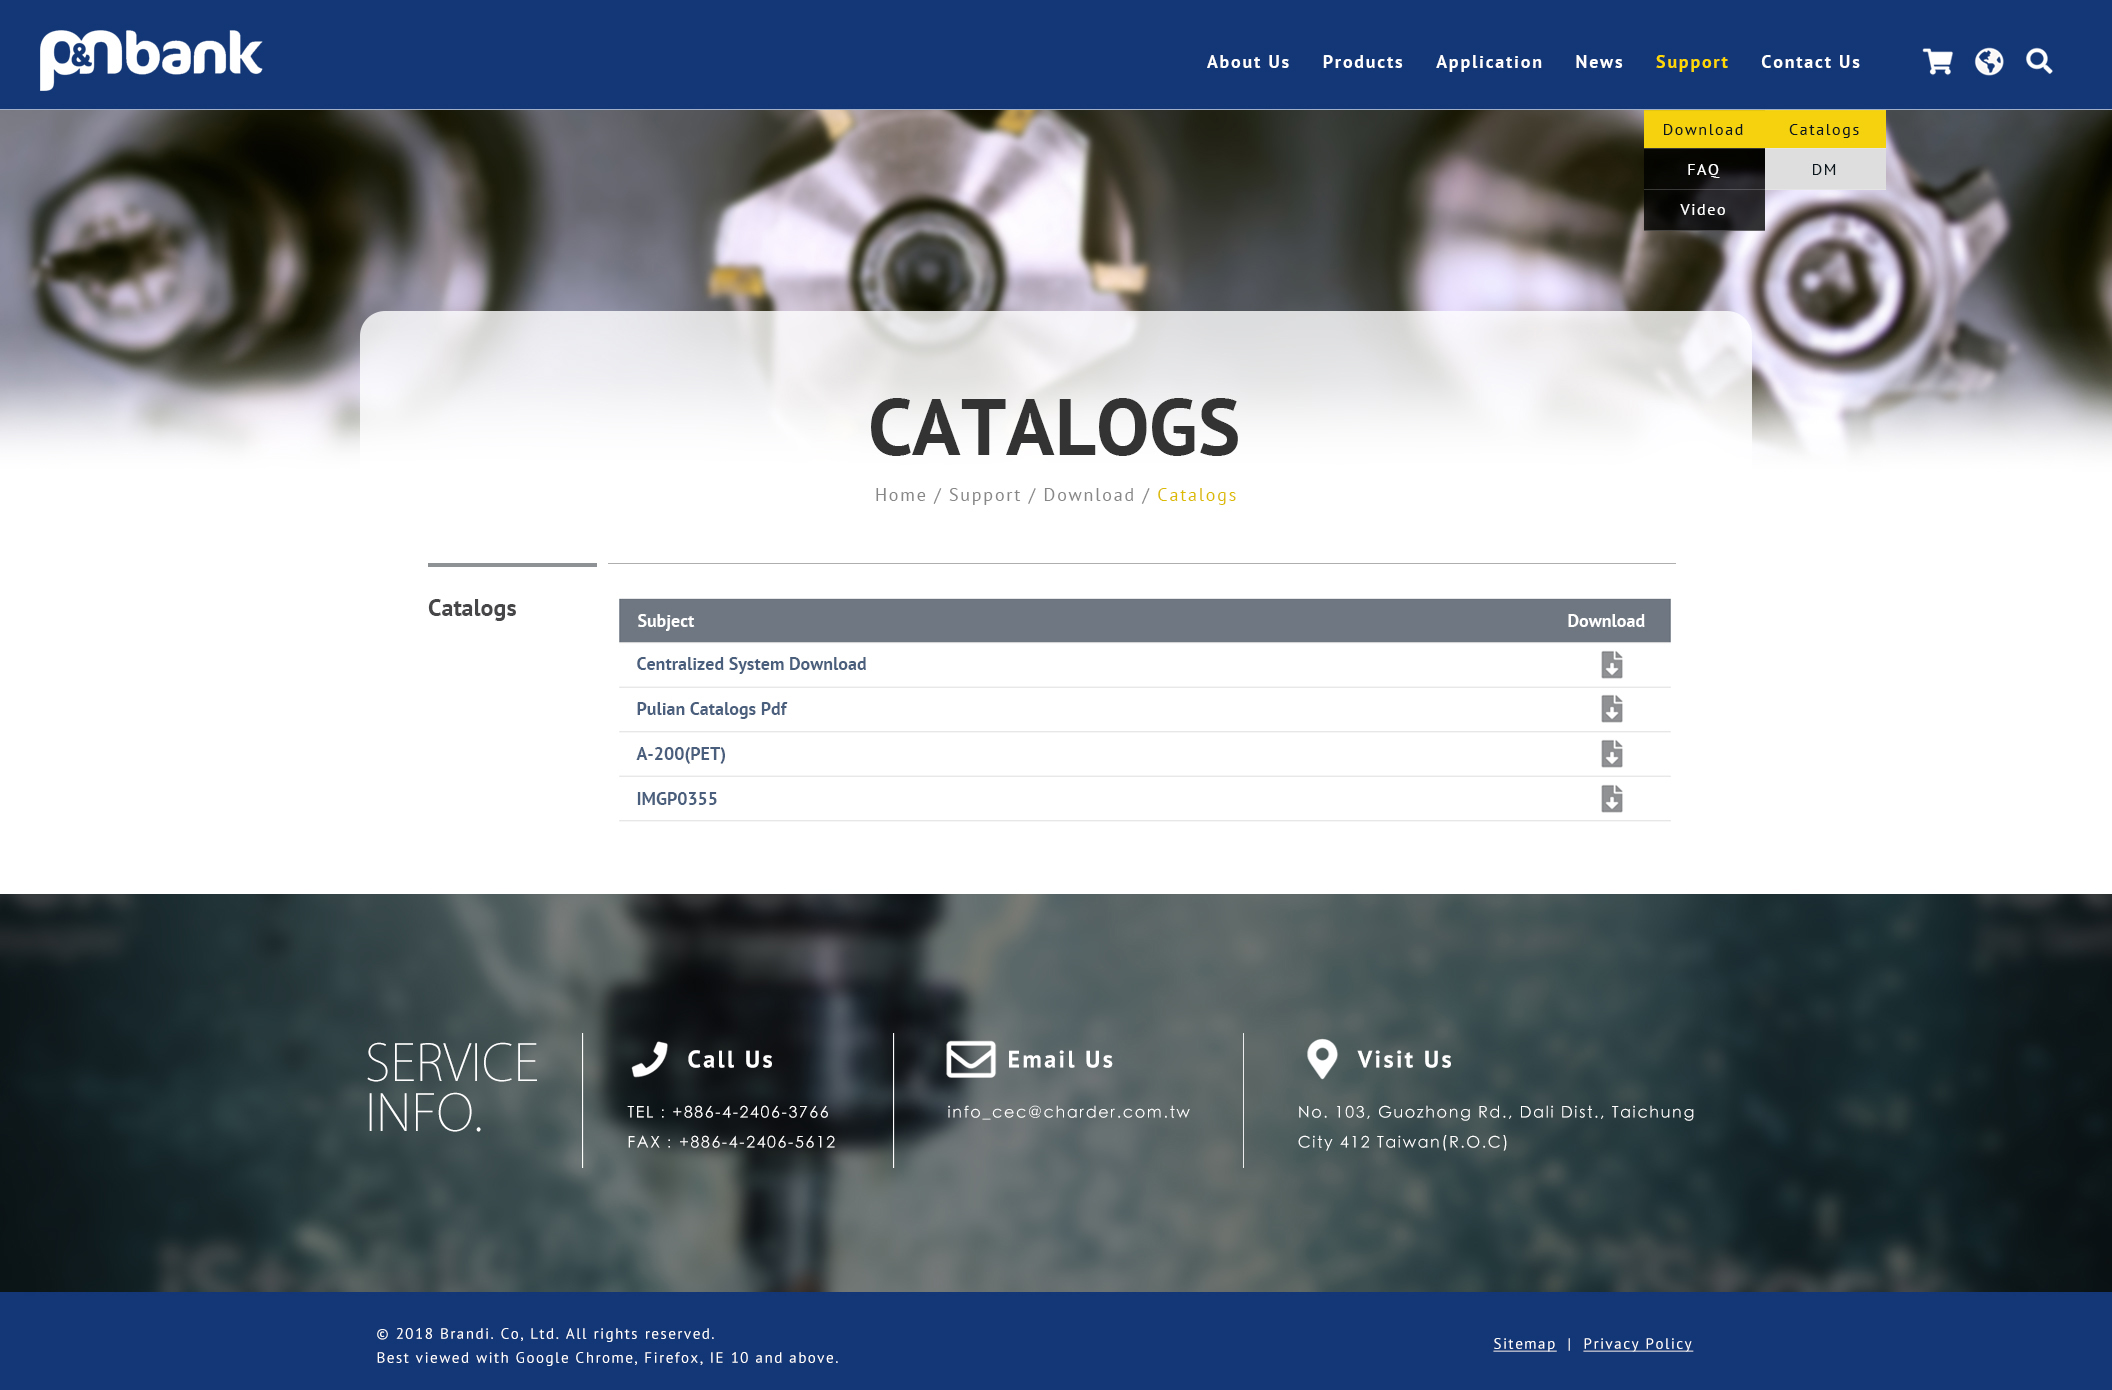 p&nbank
About Us
Products
Application
News
Support
Contact Us
Download
Catalogs
FAQ
DM
Video
CATALOGS
Home / Support / Download / Catalogs
Catalogs
Subject
Download
Centralized System Download
Pulian Catalogs Pdf
A-200(PET)
IMGP0355
SERVICE
INFO.
Call Us
TEL : +886-4-2406-3766
FAX : +886-4-2406-5612
Email Us
info_cec@charder.com.tw
Visit Us
No. 103, Guozhong Rd., Dali Dist., Taichung
City 412 Taiwan(R.O.C)
© 2018 Brandi. Co, Ltd. All rights reserved.
Best viewed with Google Chrome, Firefox, IE 10 and above.
Sitemap | Privacy Policy